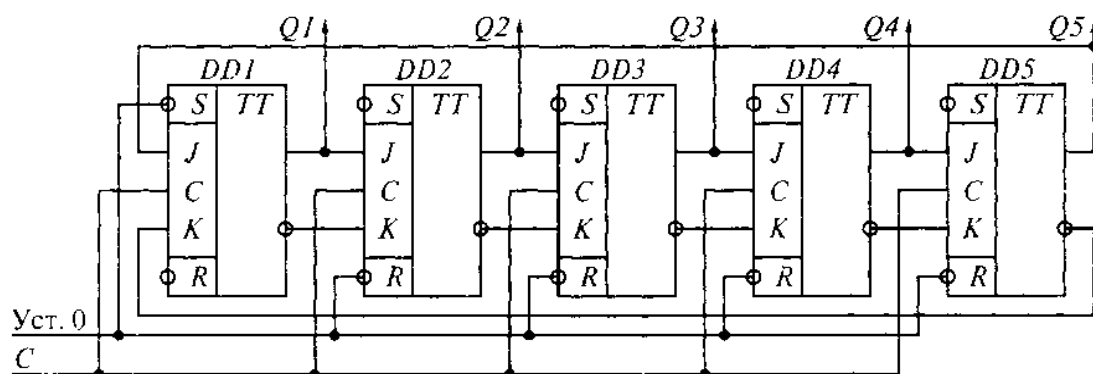 Q1 Q2 Q3 Q4 Q5
DD1 DD2 DD3 DD4 DD5
S TT S TT S TT S TT S TT
J J J J J
C C C C C
K K K K K
R R R R R
Уст. 0
C